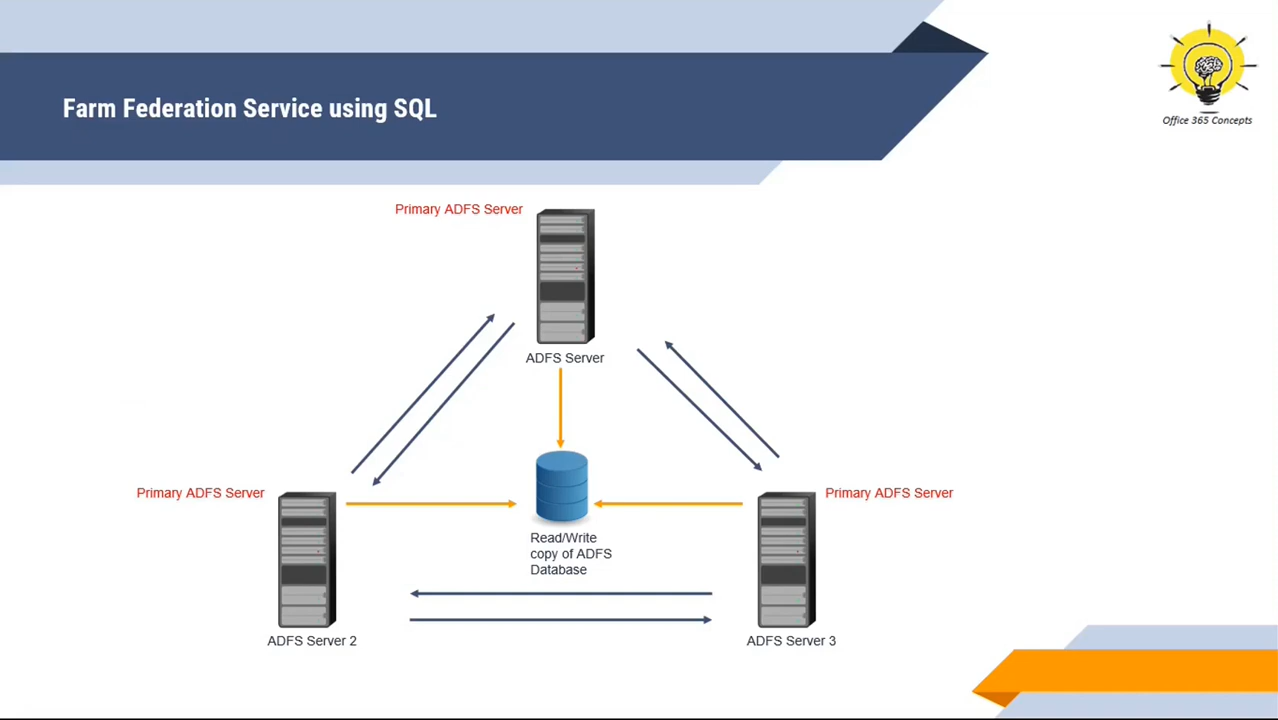 Farm Federation Service using SQL
Office 365 Concepts
Primary ADFS Server
ADFS Server
Primary ADFS Server
Primary ADFS Server
Read/Write
copy of ADFS
Database
ADFS Server 2
ADFS Server 3